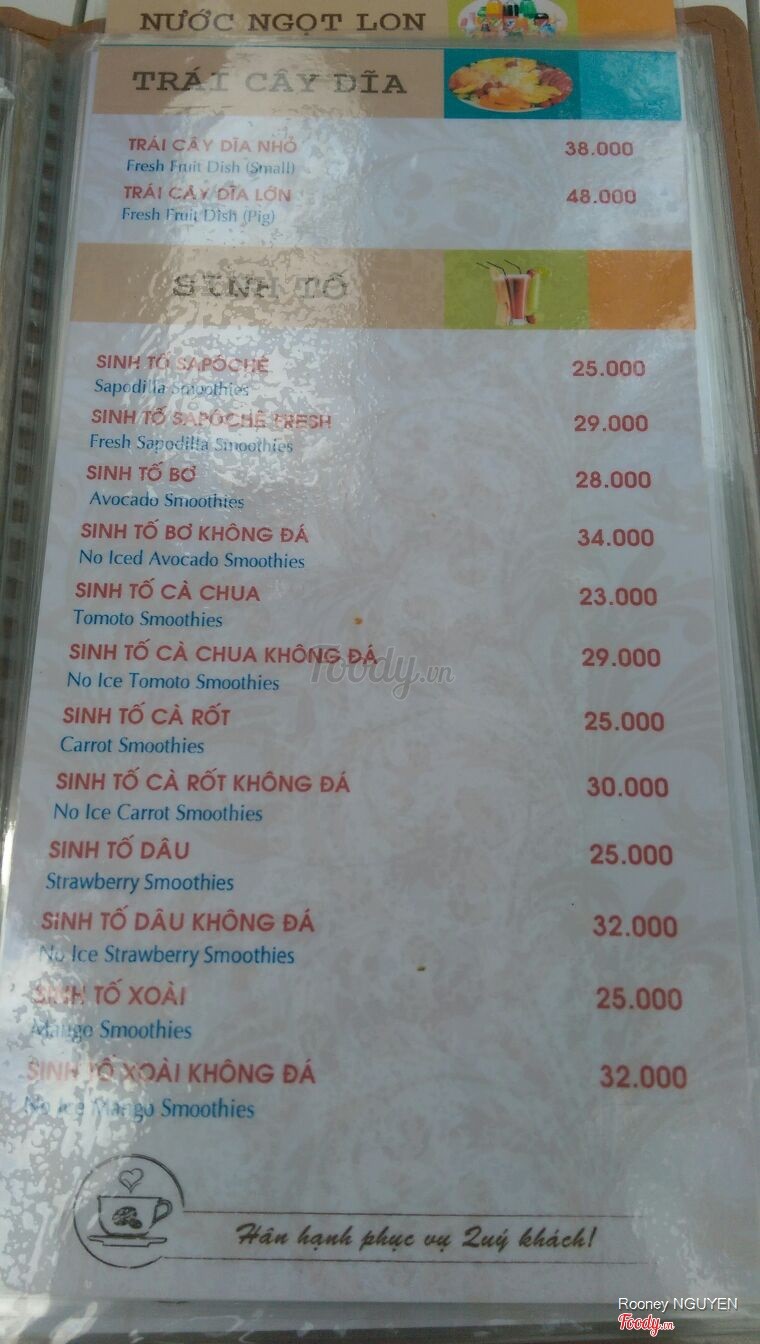 NƯỚC NGỌT LON
TRÁI CÂY DĨA
TRÁI CÂY DĨA NHỎ 38.000
Fresh Fruit Dish (Small)
TRÁI CÂY DĨA LỚN 48.000
Fresh Fruit Dish (Pig)
SINH TỐ
SINH TỐ SAPÔCHÊ 25.000
Sapodilla Smoothies
SINH TỐ SAPÔCHÊ FRESH 29.000
Fresh Sapodilla Smoothies
SINH TỐ BƠ 28.000
Avocado Smoothies
SINH TỐ BƠ KHÔNG ĐÁ 34.000
No Iced Avocado Smoothies
SINH TỐ CÀ CHUA 23.000
Tomoto Smoothies
SINH TỐ CÀ CHUA KHÔNG ĐÁ 29.000
No Ice Tomoto Smoothies
Foody.vn
SINH TỐ CÀ RỐT 25.000
Carrot Smoothies
SINH TỐ CÀ RỐT KHÔNG ĐÁ 30.000
No Ice Carrot Smoothies
SINH TỐ DÂU 25.000
Strawberry Smoothies
SINH TỐ DÂU KHÔNG ĐÁ 32.000
No Ice Strawberry Smoothies
SINH TỐ XOÀI 25.000
Mango Smoothies
SINH TỐ XOÀI KHÔNG ĐÁ 32.000
No Ice Mango Smoothies
Hân hạnh phục vụ Quý khách!
Rooney NGUYEN
Foody.vn